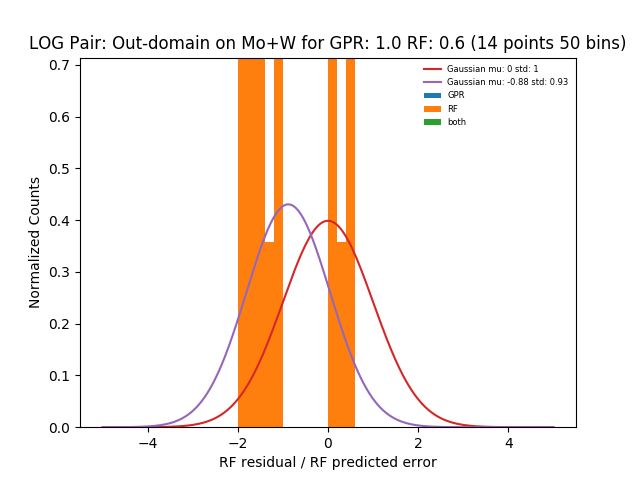 LOG Pair: Out-domain on Mo+W for GPR: 1.0 RF: 0.6 (14 points 50 bins)
Gaussian mu: 0 std: 1
Gaussian mu: -0.88 std: 0.93
GPR
RF
both
Normalized Counts
0.7
0.6
0.5
0.4
0.3
0.2
0.1
0.0
−4 −2 0 2 4
RF residual / RF predicted error